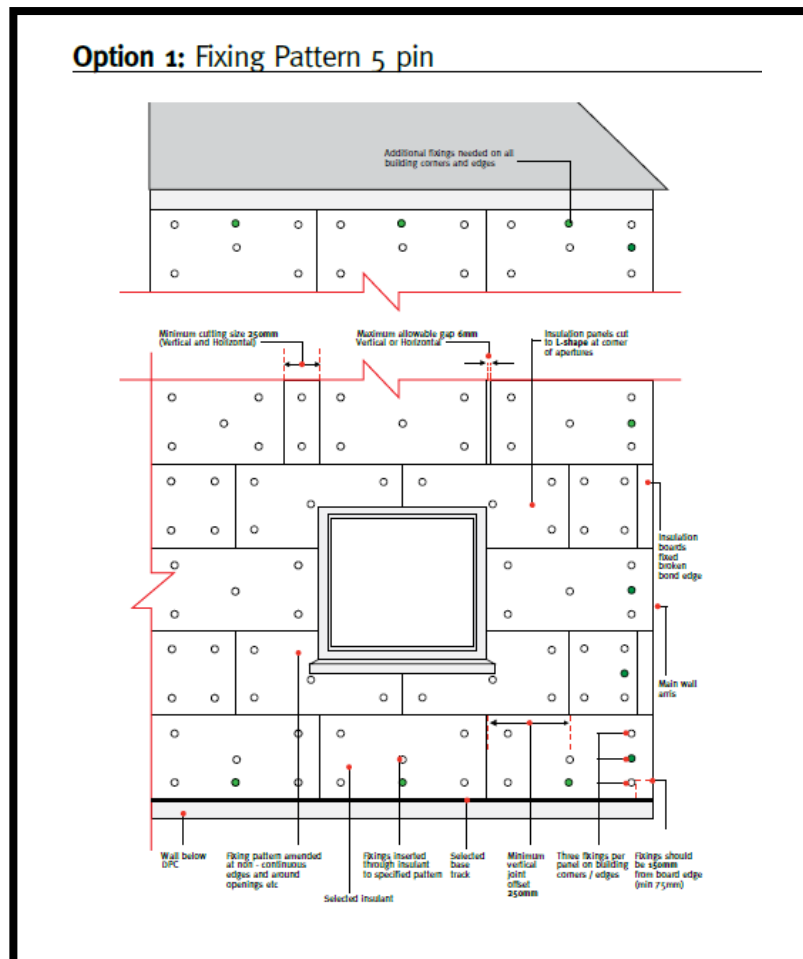 Option 1: Fixing Pattern 5 pin
Additional fixings needed on all
building corners and edges
Minimum cutting size 250mm
(Vertical and Horizontal)
Maximum allowable gap 6mm
Vertical or Horizontal
Insulation panels cut
to L-shape at corner
of apertures
Insulation
boards
fixed
broken
bond edge
Main wall
arris
Wall below
DPC
Fixing pattern amended
at non - continuous
edges and around
openings etc
Selected insulant
Fixings inserted
through insulant
to specified pattern
Selected
base
track
Minimum
vertical
joint
offset
250mm
Three fixings per
panel on building
corners / edges
Fixings should
be 150mm
from board edge
(min 75mm)